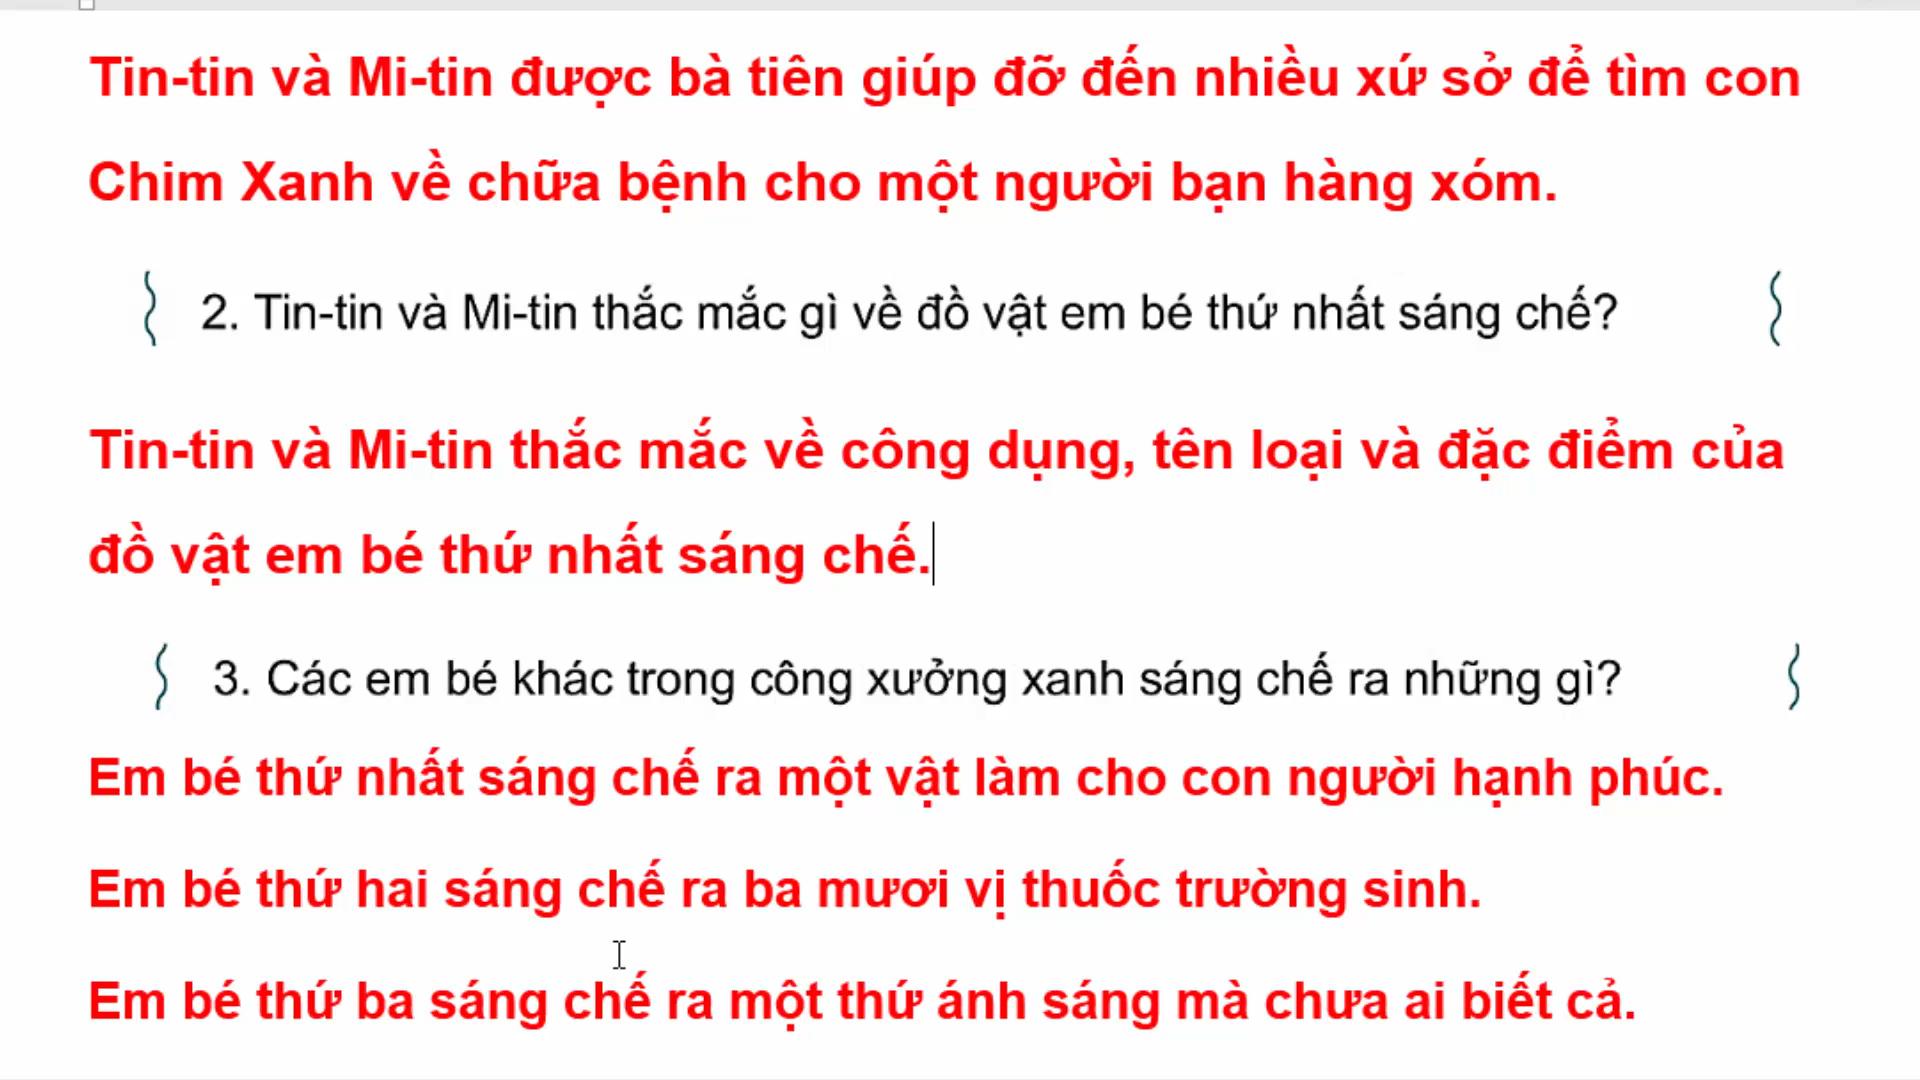 Tin-tin và Mi-tin được bà tiên giúp đỡ đến nhiều xứ sở để tìm con
Chim Xanh về chữa bệnh cho một người bạn hàng xóm.
2. Tin-tin và Mi-tin thắc mắc gì về đồ vật em bé thứ nhất sáng chế?
Tin-tin và Mi-tin thắc mắc về công dụng, tên loại và đặc điểm của
đồ vật em bé thứ nhất sáng chế.
3. Các em bé khác trong công xưởng xanh sáng chế ra những gì?
Em bé thứ nhất sáng chế ra một vật làm cho con người hạnh phúc.
Em bé thứ hai sáng chế ra ba mươi vị thuốc trường sinh.
Em bé thứ ba sáng chế ra một thứ ánh sáng mà chưa ai biết cả.